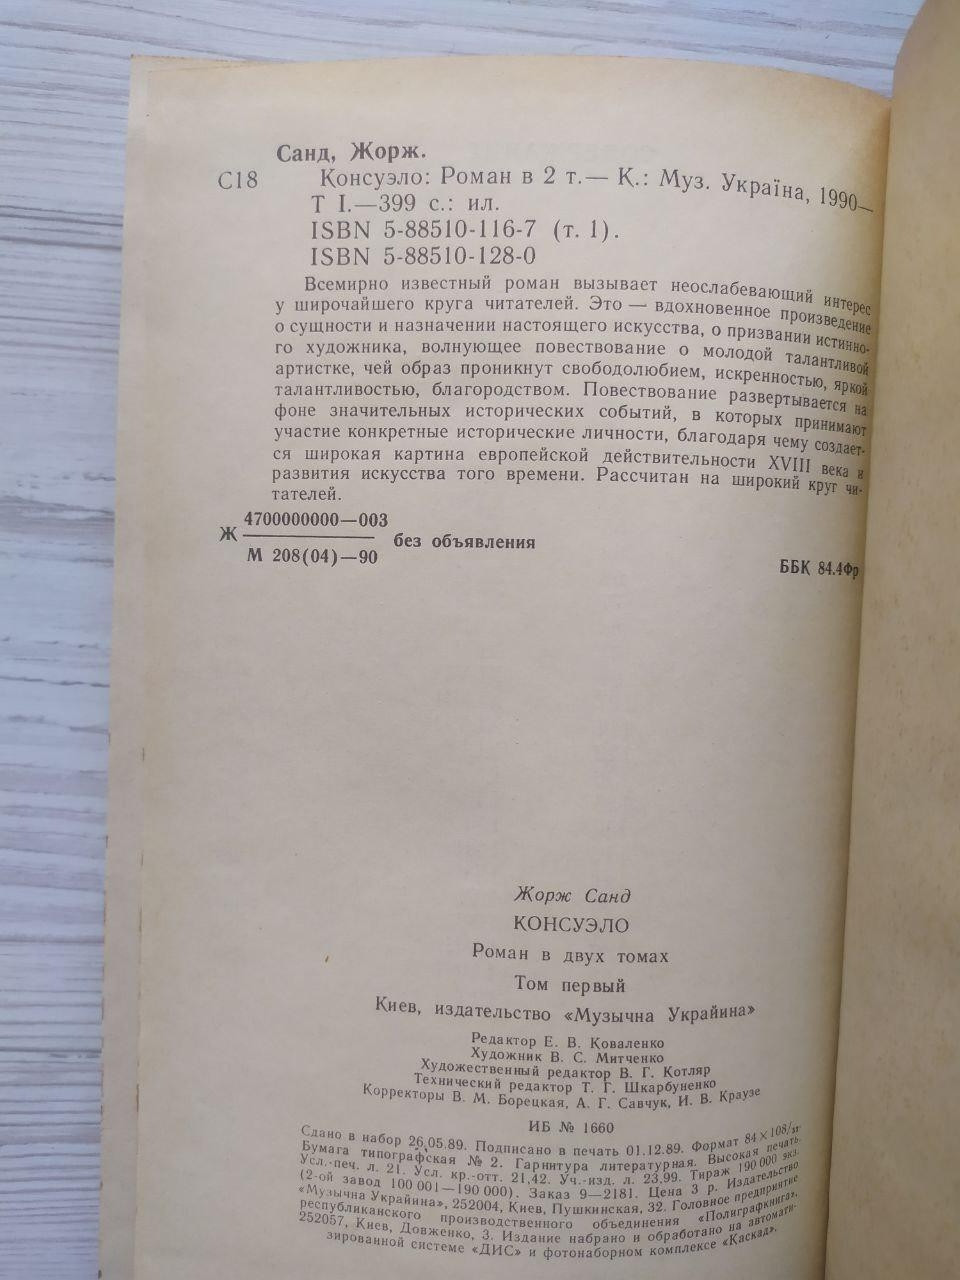 Санд, Жорж.
С18 Консуэло: Роман в 2 т.— К.: Муз. Україна, 1990—
Т I.—399 с.: ил.
ISBN 5-88510-116-7 (т. 1).
ISBN 5-88510-128-0
Всемирно известный роман вызывает неослабевающий интерес
у широчайшего круга читателей. Это — вдохновенное произведение
о сущности и назначении настоящего искусства, о призвании истинно-
го художника, волнующее повествование о молодой талантливой
артистке, чей образ проникнут свободолюбием, искренностью, яркой
талантливостью, благородством. Повествование развертывается на
фоне значительных исторических событий, в которых принимают
участие конкретные исторические личности, благодаря чему создает-
ся широкая картина европейской действительности XVIII века и
развития искусства того времени. Рассчитан на широкий круг чи-
тателей.
Ж 4700000000—003
М 208(04)—90 без объявления
ББК 84.4Фр
Жорж Санд
КОНСУЭЛО
Роман в двух томах
Том первый
Киев, издательство «Музычна Украйина»
Редактор Е. В. Коваленко
Художник В. С. Митченко
Художественный редактор В. Г. Котляр
Технический редактор Т. Г. Шкарбуненко
Корректоры В. М. Борецкая, А. Г. Савчук, И. В. Краузе
ИБ № 1660
Сдано в набор 26.05.89. Подписано в печать 01.12.89. Формат 84×108/32.
Бумага типографская № 2. Гарнитура литературная. Высокая печать.
Усл.-печ. л. 21. Усл. кр.-отт. 21,42. Уч.-изд. л. 23,99. Тираж 190 000 экз.
(2-ой завод 100 001—190 000). Заказ 9—2181. Цена 3 р. Издательство
«Музычна Украйина», 252004, Киев, Пушкинская, 32. Головное предприятие
республиканского производственного объединения «Полиграфкнига»,
252057, Киев, Довженко, 3. Издание набрано и обработано на автомати-
зированной системе «ДИС» и фотонаборном комплексе «Каскад».